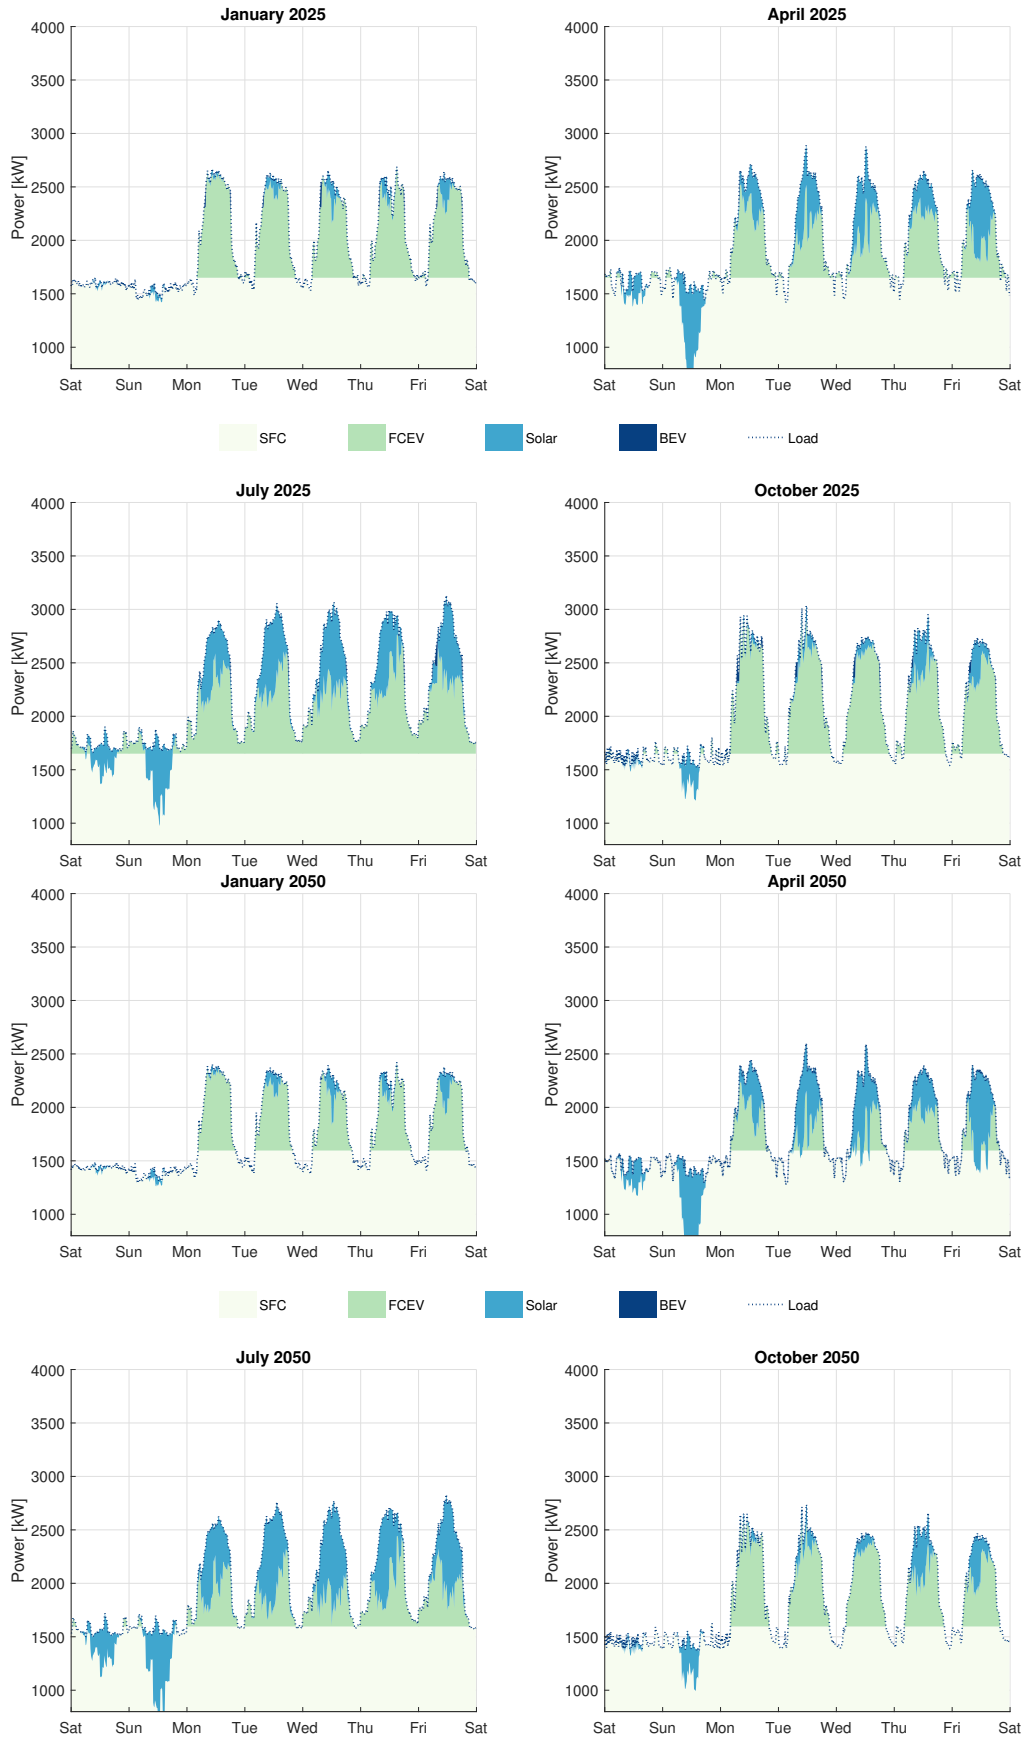 January 2025
April 2025
Power [kW]
4000
3500
3000
2500
2000
1500
1000
Sat Sun Mon Tue Wed Thu Fri Sat
Power [kW]
4000
3500
3000
2500
2000
1500
1000
Sat Sun Mon Tue Wed Thu Fri Sat
SFC FCEV Solar BEV Load
July 2025
October 2025
Power [kW]
4000
3500
3000
2500
2000
1500
1000
Sat Sun Mon Tue Wed Thu Fri Sat
Power [kW]
4000
3500
3000
2500
2000
1500
1000
Sat Sun Mon Tue Wed Thu Fri Sat
January 2050
April 2050
Power [kW]
4000
3500
3000
2500
2000
1500
1000
Sat Sun Mon Tue Wed Thu Fri Sat
Power [kW]
4000
3500
3000
2500
2000
1500
1000
Sat Sun Mon Tue Wed Thu Fri Sat
SFC FCEV Solar BEV Load
July 2050
October 2050
Power [kW]
4000
3500
3000
2500
2000
1500
1000
Sat Sun Mon Tue Wed Thu Fri Sat
Power [kW]
4000
3500
3000
2500
2000
1500
1000
Sat Sun Mon Tue Wed Thu Fri Sat